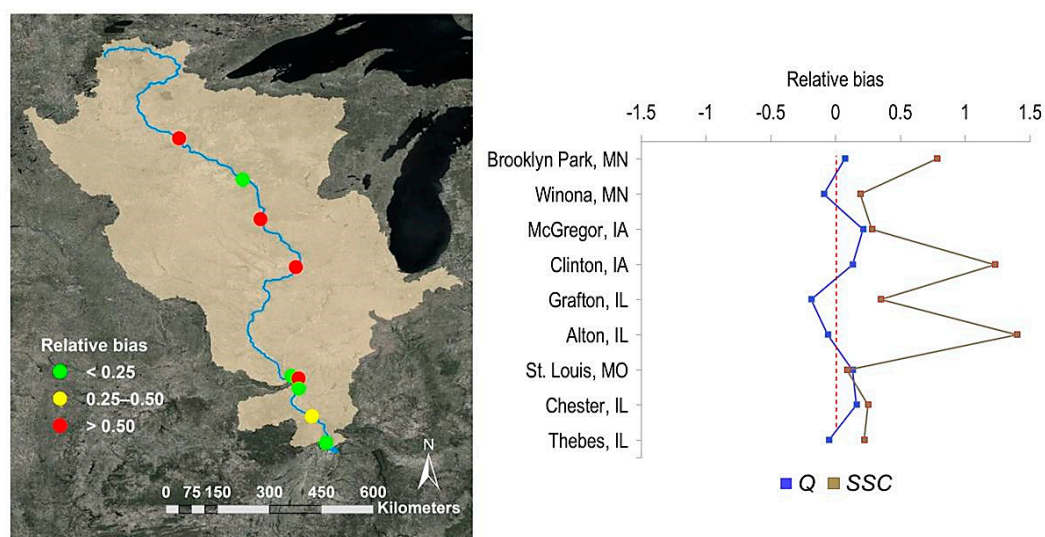 Relative bias
< 0.25
0.25–0.50
> 0.50
N
0 75 150 300 450 600
Kilometers
Relative bias
-1.5 -1 -0.5 0 0.5 1 1.5
Brooklyn Park, MN
Winona, MN
McGregor, IA
Clinton, IA
Grafton, IL
Alton, IL
St. Louis, MO
Chester, IL
Thebes, IL
Q SSC